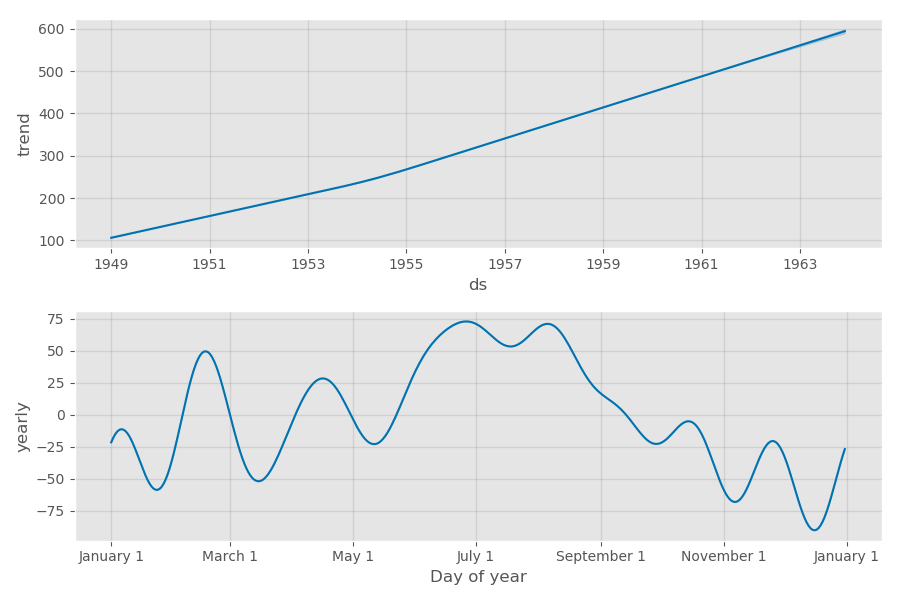 600
500
400
300
200
100
trend
1949 1951 1953 1955 1957 1959 1961 1963
ds
75
50
25
0
−25
−50
−75
yearly
January 1 March 1 May 1 July 1 September 1 November 1 January 1
Day of year